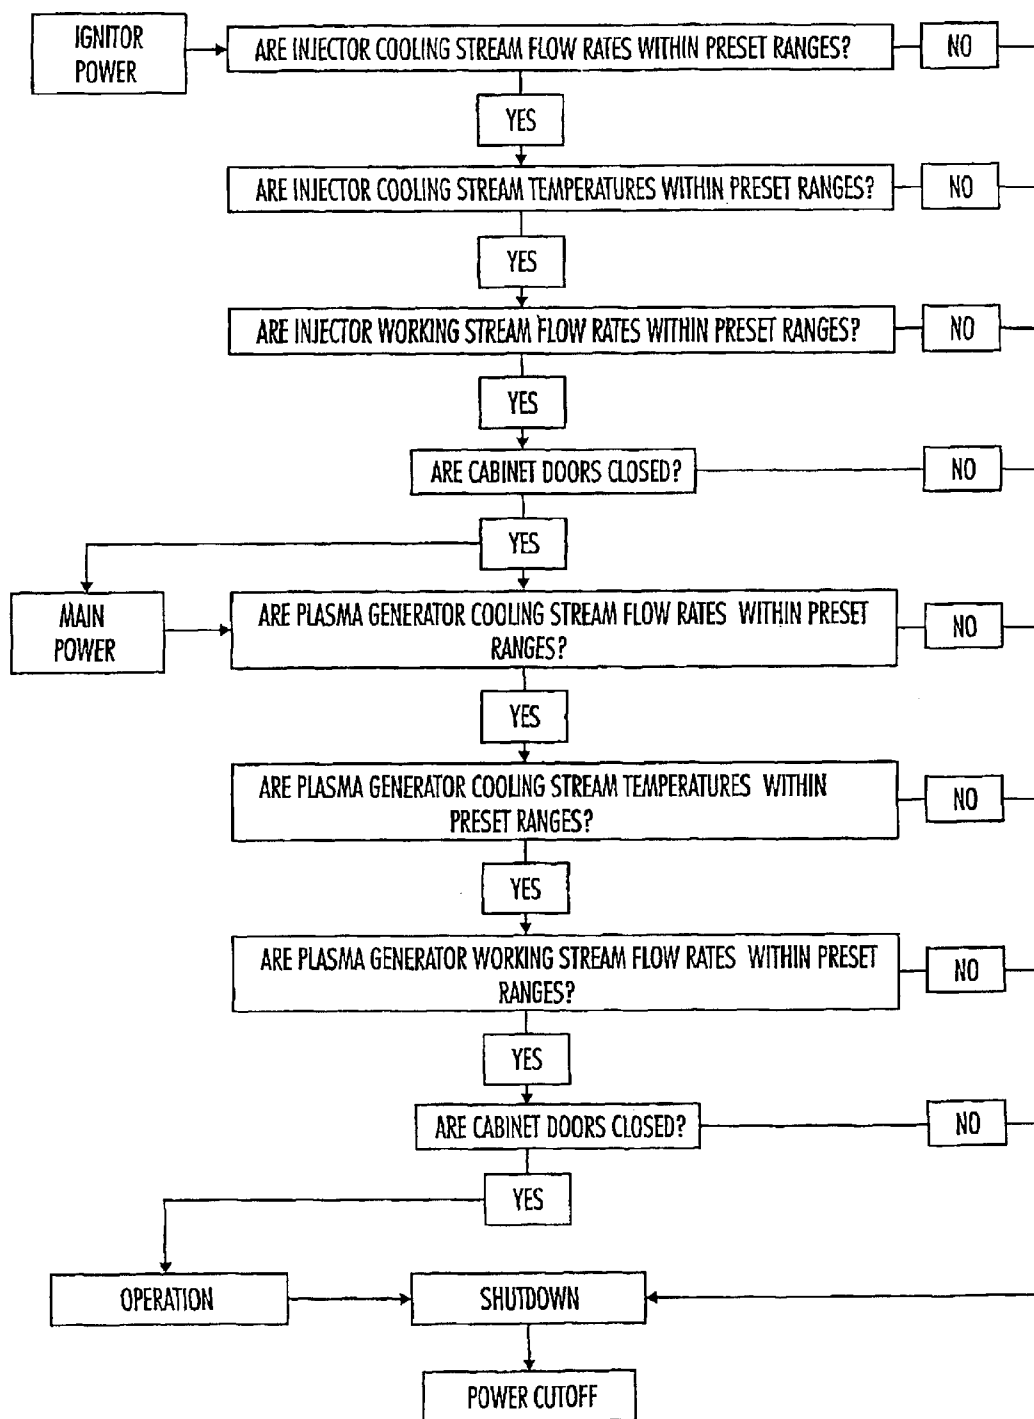 IGNITOR
POWER
ARE INJECTOR COOLING STREAM FLOW RATES WITHIN PRESET RANGES?
NO
YES
ARE INJECTOR COOLING STREAM TEMPERATURES WITHIN PRESET RANGES?
NO
YES
ARE INJECTOR WORKING STREAM FLOW RATES WITHIN PRESET RANGES?
NO
YES
ARE CABINET DOORS CLOSED?
NO
YES
MAIN
POWER
ARE PLASMA GENERATOR COOLING STREAM FLOW RATES WITHIN PRESET
RANGES?
NO
YES
ARE PLASMA GENERATOR COOLING STREAM TEMPERATURES WITHIN
PRESET RANGES?
NO
YES
ARE PLASMA GENERATOR WORKING STREAM FLOW RATES WITHIN PRESET
RANGES?
NO
YES
ARE CABINET DOORS CLOSED?
NO
YES
OPERATION
SHUTDOWN
POWER CUTOFF